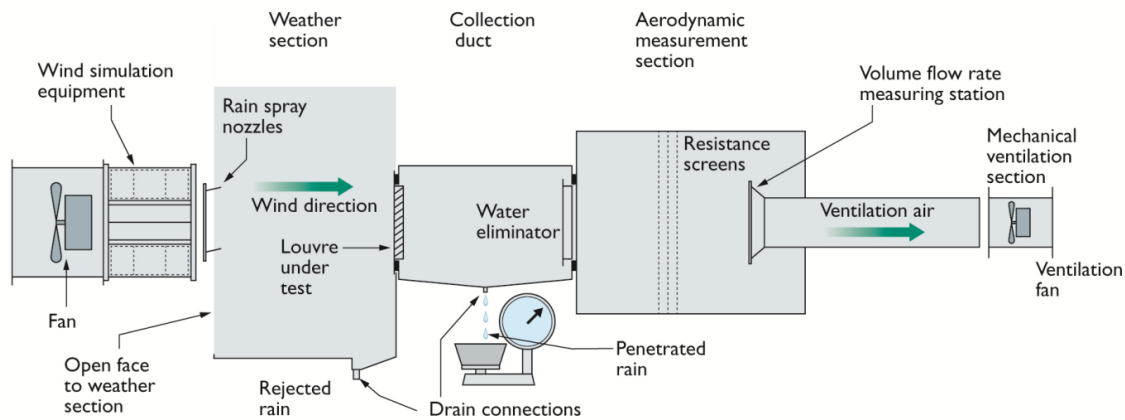 Weather
section
Collection
duct
Aerodynamic
measurement
section
Wind simulation
equipment
Rain spray
nozzles
Volume flow rate
measuring station
Resistance
screens
Mechanical
ventilation
section
Wind direction
Water
eliminator
Ventilation air
Louvre
under
test
Fan
Ventilation
fan
Open face
to weather
section
Rejected
rain
Drain connections
Penetrated
rain